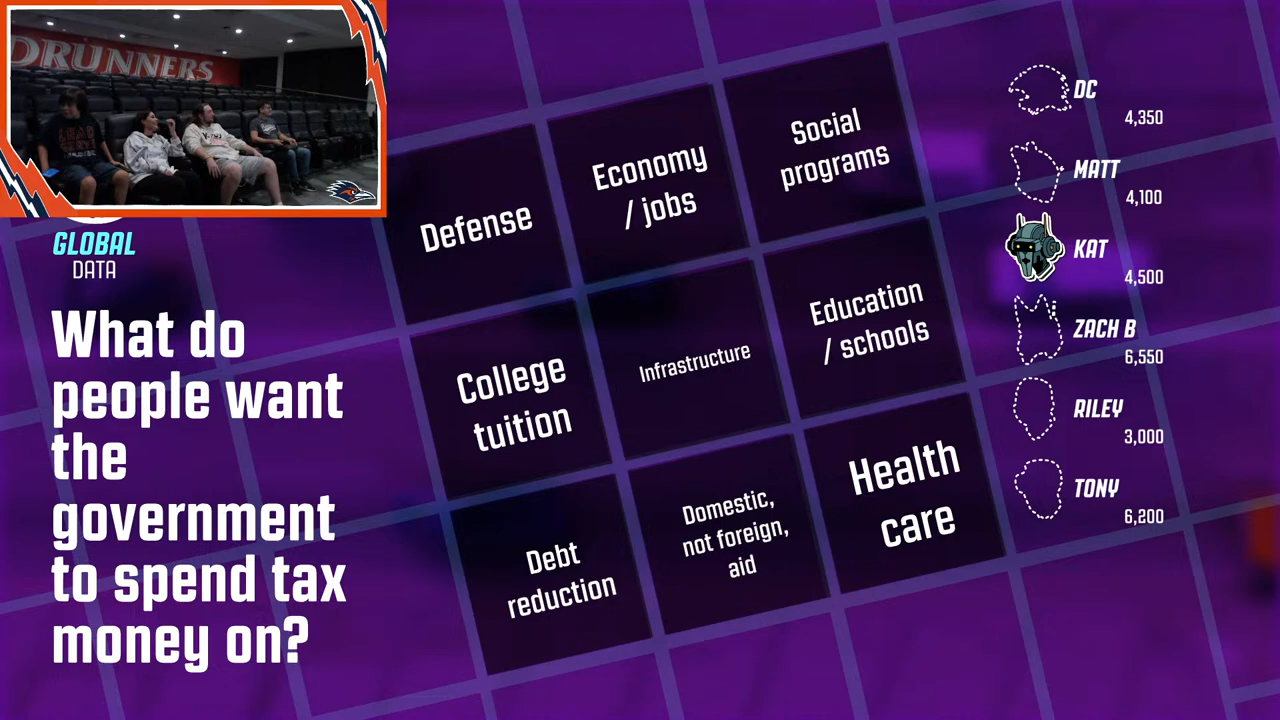 DRUNNERS
GLOBAL
DATA
What do
people want
the
government
to spend tax
money on?
Defense
Economy
/ jobs
Social
programs
College
tuition
Infrastructure
Education
/ schools
Debt
reduction
Domestic,
not foreign,
aid
Health
care
DC
4,350
MATT
4,100
KAT
4,500
ZACH B
6,550
RILEY
3,000
TONY
6,200